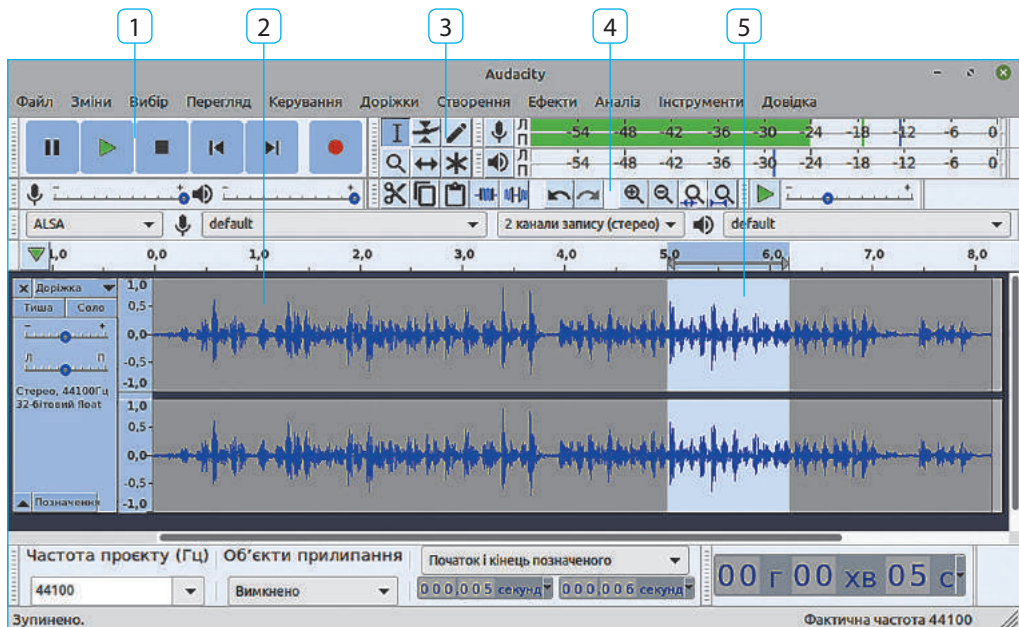 1 2 3 4 5
Audacity
Файл Зміни Вибір Перегляд Керування Доріжки Створення Ефекти Аналіз Інструменти Довідка
Л П -54 -48 -42 -36 -30 -24 -18 -12 -6 0
Л П -54 -48 -42 -36 -30 -24 -18 -12 -6 0
- + - +
- +
ALSA default 2 канали запису (стерео) default
1,0 0,0 1,0 2,0 3,0 4,0 5,0 6,0 7,0 8,0
Доріжка
Тиша Соло
- +
Л П
Стерео, 44100Гц
32-бітовий float
Позначення
1,0
0,5
0,0
-0,5
-1,0
1,0
0,5
0,0
-0,5
-1,0
Частота проєкту (Гц) Об’єкти прилипання Початок і кінець позначеного
44100 Вимкнено 000,005 секунд 000,006 секунд 00 г 00 хв 05 с
Зупинено. Фактична частота 44100